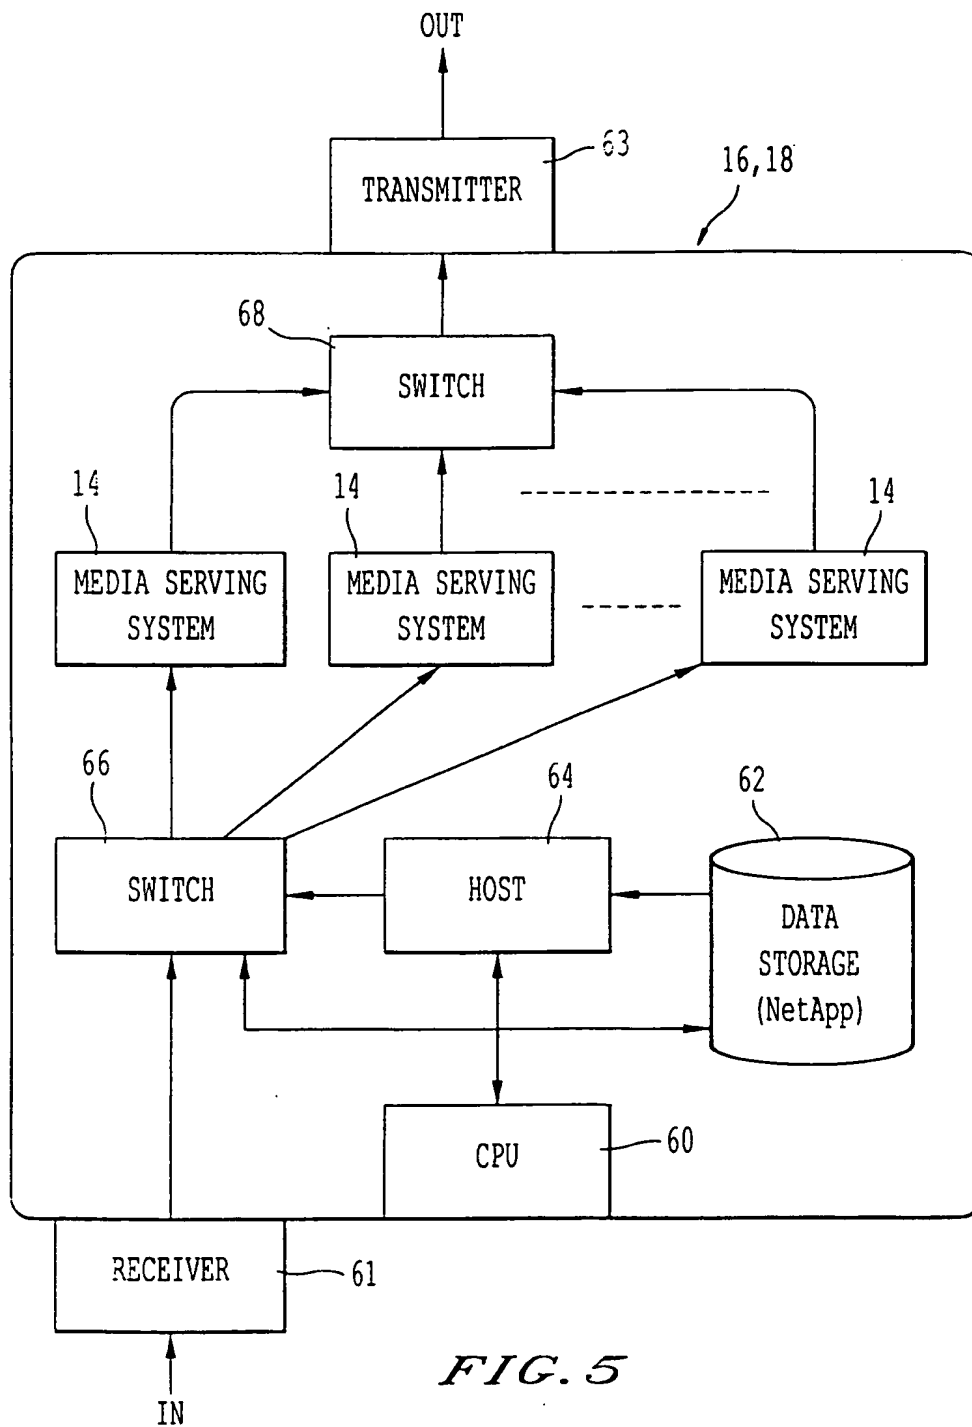 OUT
63
TRANSMITTER
16,18
68
SWITCH
14
14
14
MEDIA SERVING
SYSTEM
MEDIA SERVING
SYSTEM
MEDIA SERVING
SYSTEM
66
64
62
SWITCH
HOST
DATA
STORAGE
(NetApp)
CPU
60
RECEIVER
61
IN
FIG. 5